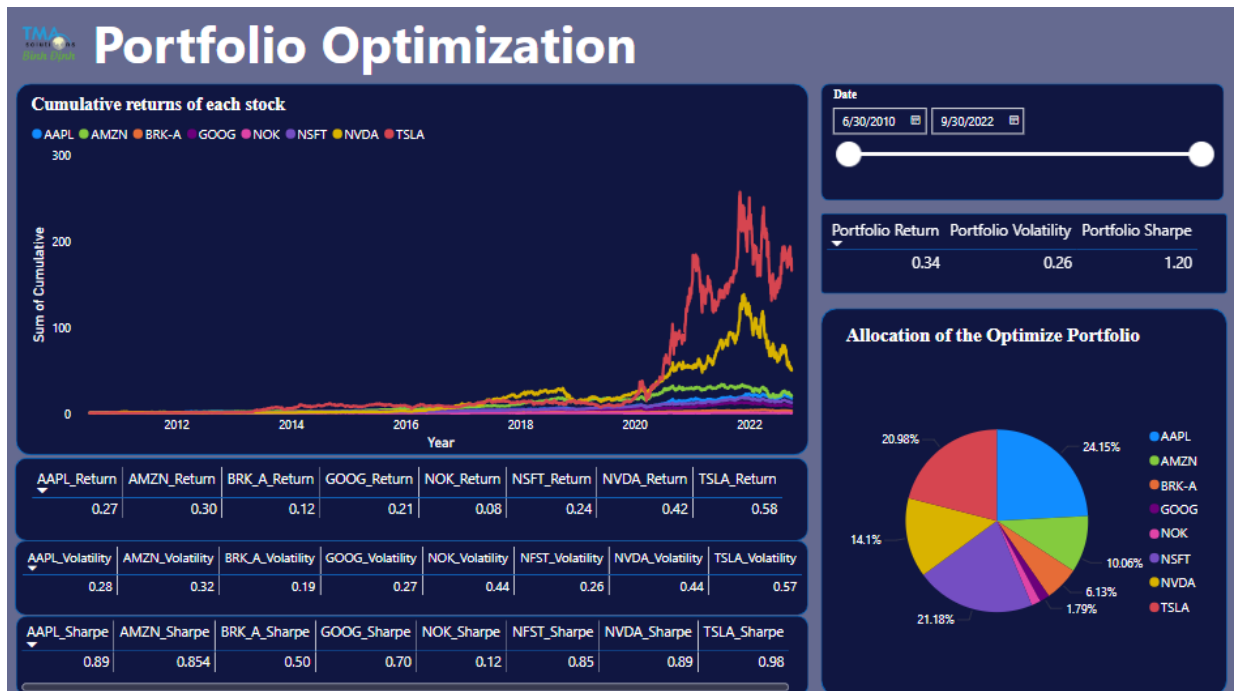 TMA
SOLUTIONS
Bình Định
Portfolio Optimization
Cumulative returns of each stock
AAPL AMZN BRK-A GOOG NOK NSFT NVDA TSLA
300
200
100
0
Sum of Cumulative
2012 2014 2016 2018 2020 2022
Year
AAPL_Return AMZN_Return BRK_A_Return GOOG_Return NOK_Return NSFT_Return NVDA_Return TSLA_Return
0.27 0.30 0.12 0.21 0.08 0.24 0.42 0.58
AAPL_Volatility AMZN_Volatility BRK_A_Volatility GOOG_Volatility NOK_Volatility NFST_Volatility NVDA_Volatility TSLA_Volatility
0.28 0.32 0.19 0.27 0.44 0.26 0.44 0.57
AAPL_Sharpe AMZN_Sharpe BRK_A_Sharpe GOOG_Sharpe NOK_Sharpe NFST_Sharpe NVDA_Sharpe TSLA_Sharpe
0.89 0.854 0.50 0.70 0.12 0.85 0.89 0.98
Date
6/30/2010 9/30/2022
Portfolio Return Portfolio Volatility Portfolio Sharpe
0.34 0.26 1.20
Allocation of the Optimize Portfolio
20.98%
24.15%
14.1%
10.06%
6.13%
1.79%
21.18%
AAPL
AMZN
BRK-A
GOOG
NOK
NSFT
NVDA
TSLA